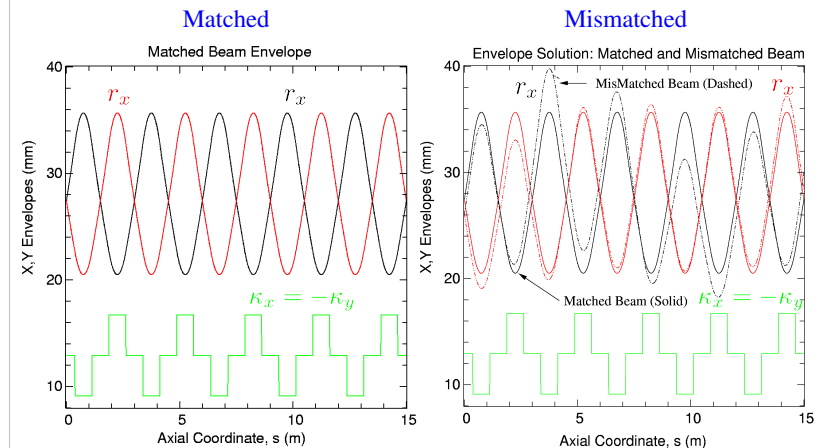 Matched
Matched Beam Envelope
X,Y Envelopes (mm)
40
30
20
10
r_x
r_x
κ_x = −κ_y
0
5
10
15
Axial Coordinate, s (m)
Mismatched
Envelope Solution: Matched and Mismatched Beam
X,Y Envelopes (mm)
40
30
20
10
r_x
MisMatched Beam (Dashed)
r_x
Matched Beam (Solid)
κ_x = −κ_y
0
5
10
15
Axial Coordinate, s (m)